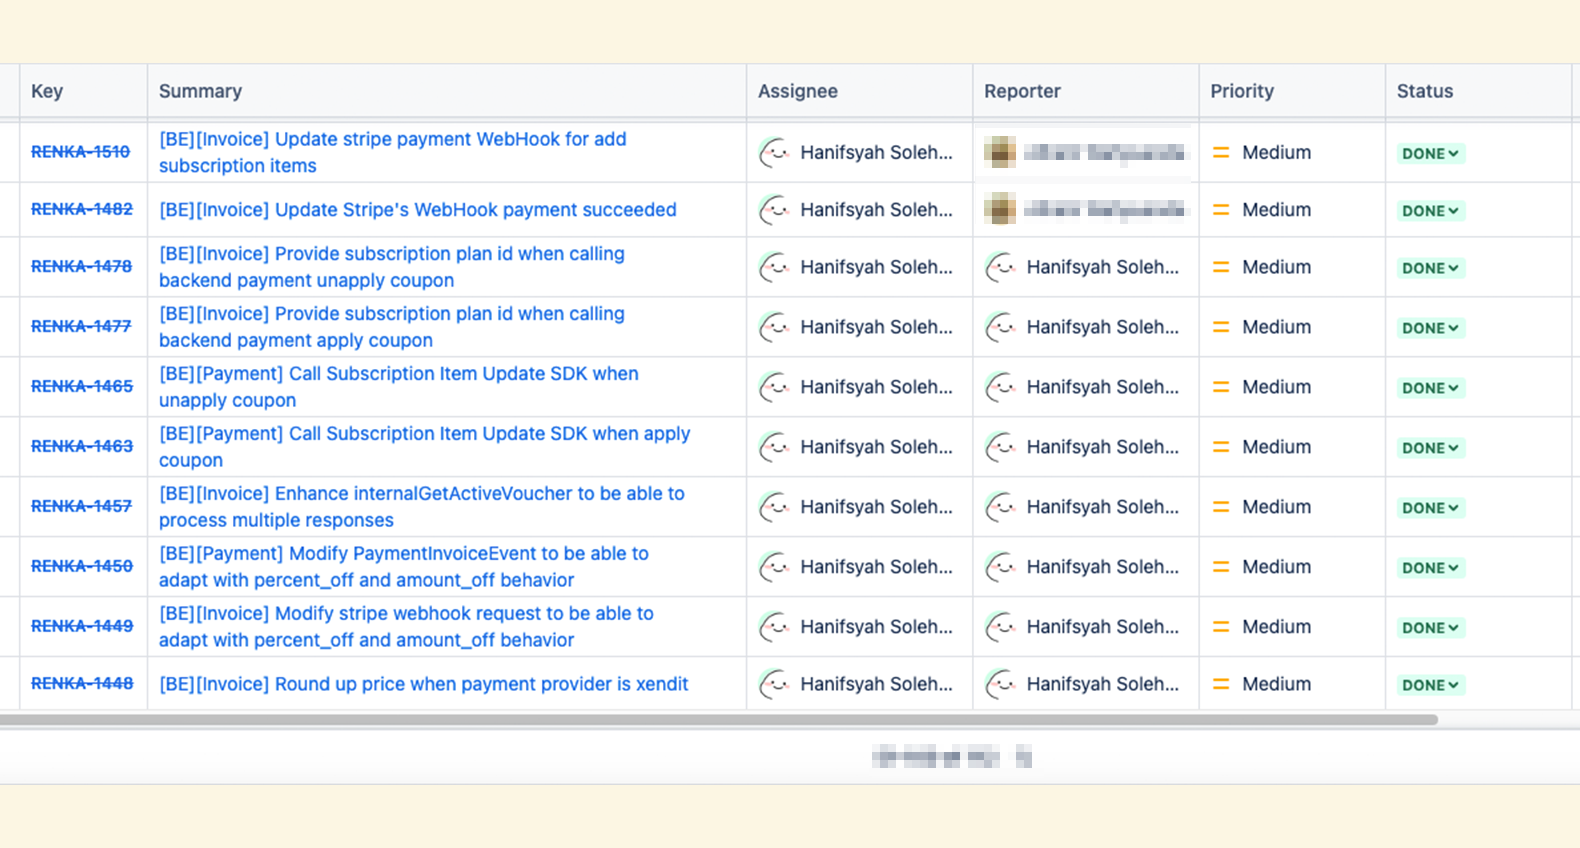 Key Summary Assignee Reporter Priority Status
RENKA-1510 [BE][Invoice] Update stripe payment WebHook for add
subscription items Hanifsyah Soleh... Medium DONE
RENKA-1482 [BE][Invoice] Update Stripe's WebHook payment succeeded Hanifsyah Soleh... Medium DONE
RENKA-1478 [BE][Invoice] Provide subscription plan id when calling
backend payment unapply coupon Hanifsyah Soleh... Hanifsyah Soleh... Medium DONE
RENKA-1477 [BE][Invoice] Provide subscription plan id when calling
backend payment apply coupon Hanifsyah Soleh... Hanifsyah Soleh... Medium DONE
RENKA-1465 [BE][Payment] Call Subscription Item Update SDK when
unapply coupon Hanifsyah Soleh... Hanifsyah Soleh... Medium DONE
RENKA-1463 [BE][Payment] Call Subscription Item Update SDK when apply
coupon Hanifsyah Soleh... Hanifsyah Soleh... Medium DONE
RENKA-1457 [BE][Invoice] Enhance internalGetActiveVoucher to be able to
process multiple responses Hanifsyah Soleh... Hanifsyah Soleh... Medium DONE
RENKA-1450 [BE][Payment] Modify PaymentInvoiceEvent to be able to
adapt with percent_off and amount_off behavior Hanifsyah Soleh... Hanifsyah Soleh... Medium DONE
RENKA-1449 [BE][Invoice] Modify stripe webhook request to be able to
adapt with percent_off and amount_off behavior Hanifsyah Soleh... Hanifsyah Soleh... Medium DONE
RENKA-1448 [BE][Invoice] Round up price when payment provider is xendit Hanifsyah Soleh... Hanifsyah Soleh... Medium DONE